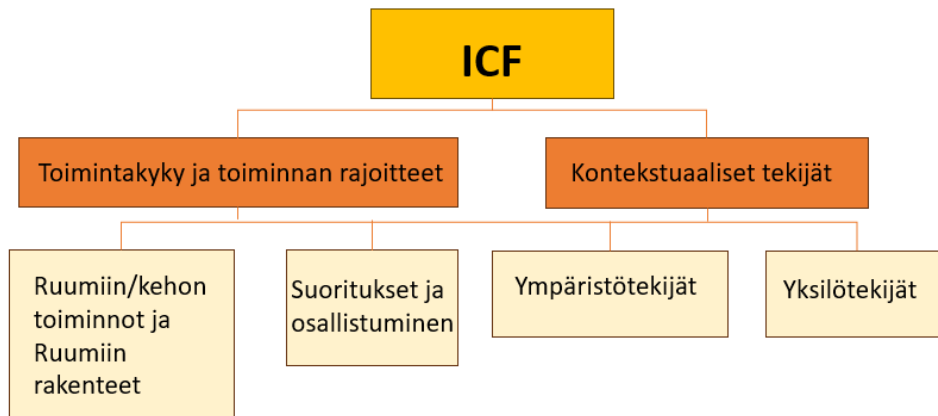 ICF
Toimintakyky ja toiminnan rajoitteet
Kontekstuaaliset tekijät
Ruumiin/kehon
toiminnot ja
Ruumiin
rakenteet
Suoritukset ja
osallistuminen
Ympäristötekijät
Yksilötekijät